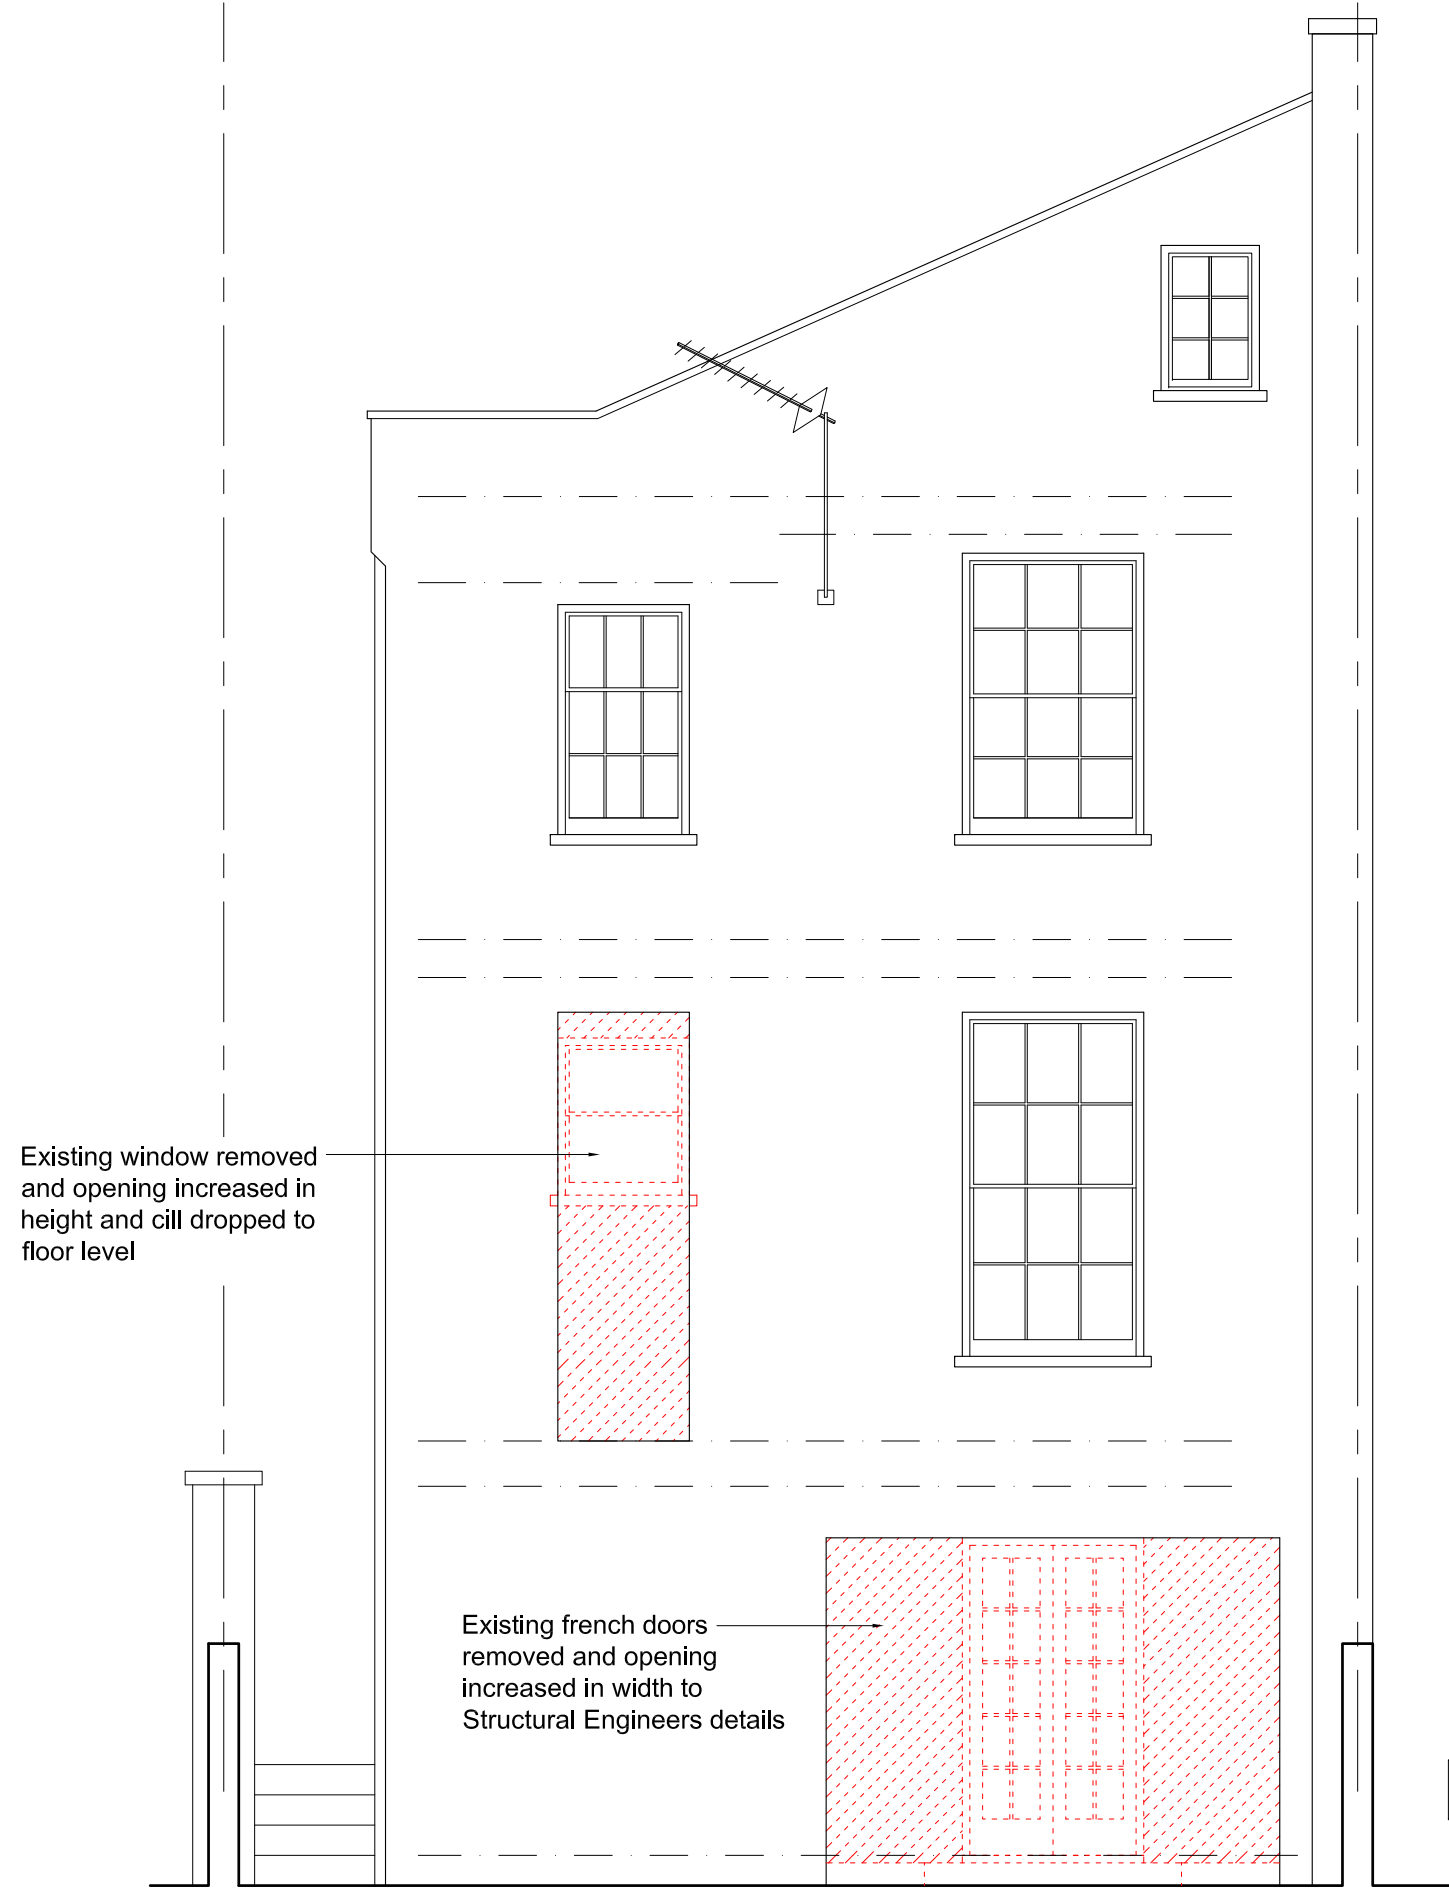 Existing window removed
and opening increased in
height and cill dropped to
floor level
Existing french doors
removed and opening
increased in width to
Structural Engineers details